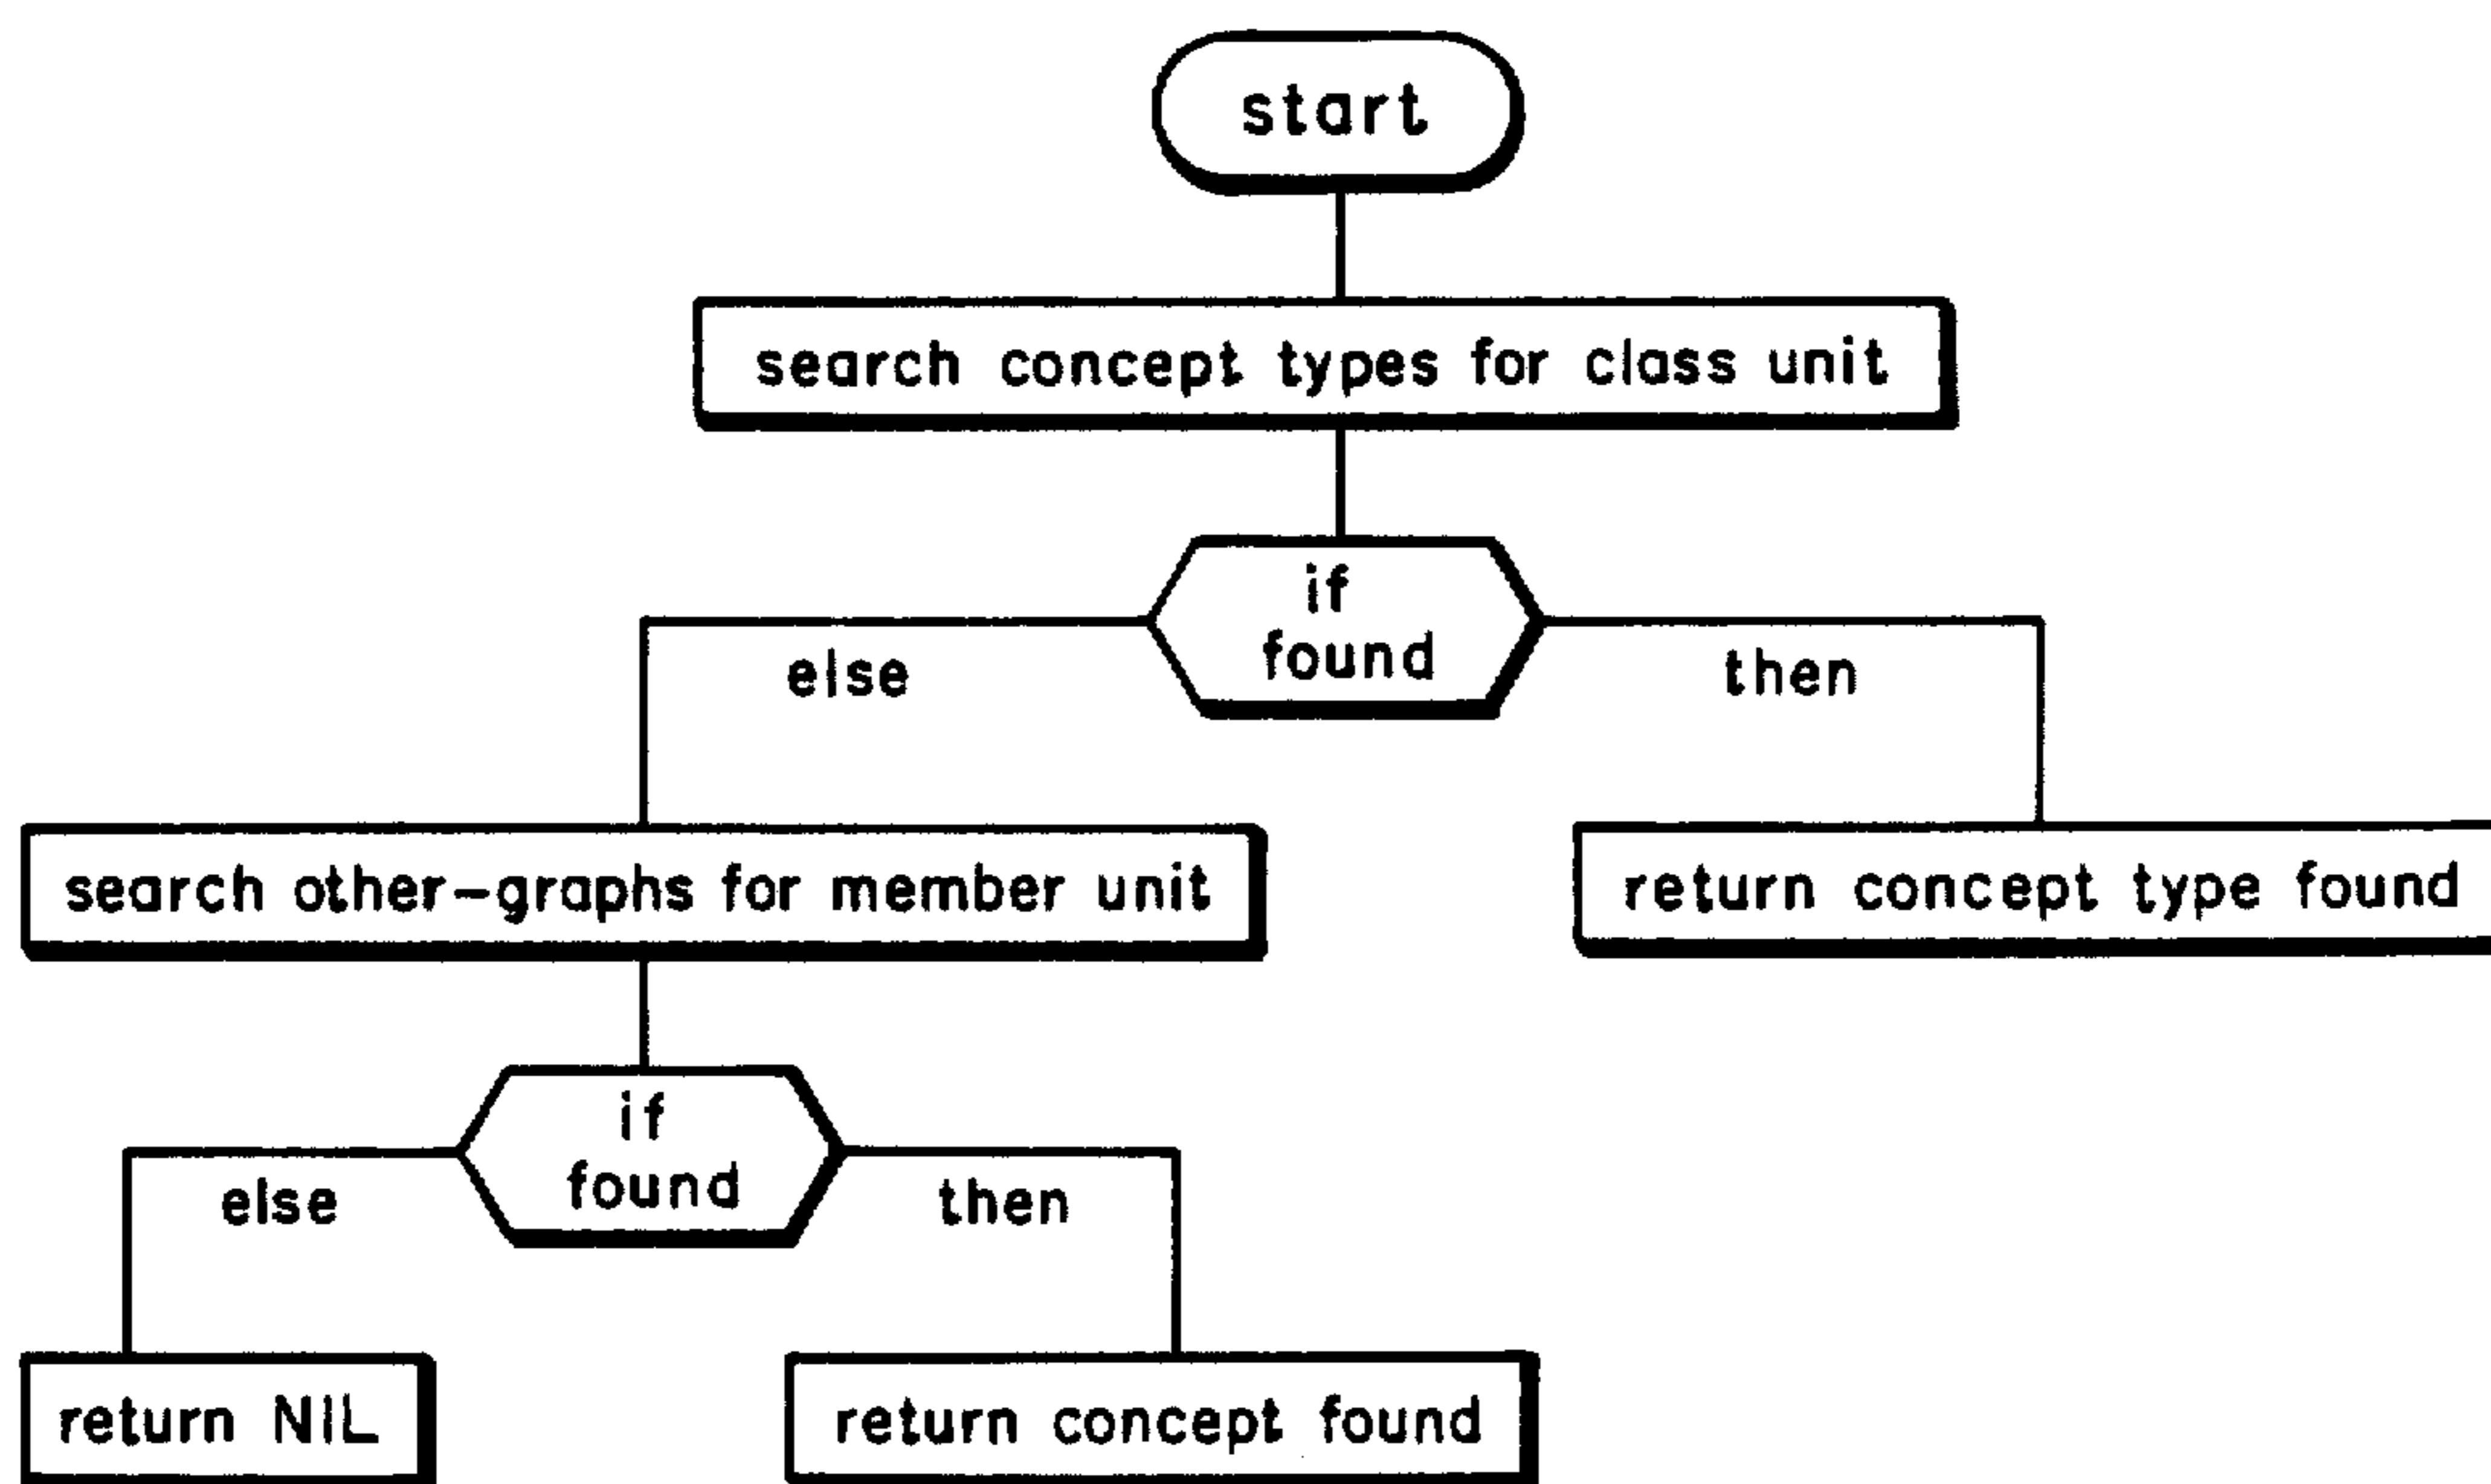 start
search concept types for class unit
if
found
else
then
search other-graphs for member unit
return concept type found
if
found
else
then
return NIL
return concept found